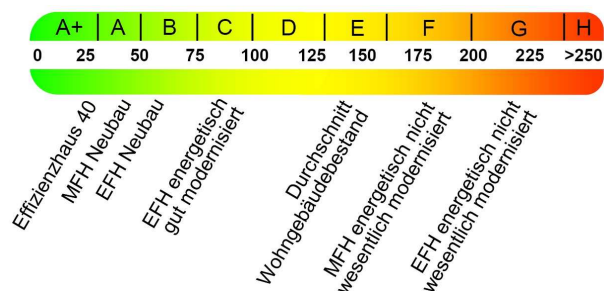 A+ A B C D E F G H
0 25 50 75 100 125 150 175 200 225 >250
Effizienzhaus 40
MFH Neubau
EFH Neubau
EFH energetisch
gut modernisiert
Durchschnitt
Wohngebäudebestand
MFH energetisch nicht
wesentlich modernisiert
EFH energetisch nicht
wesentlich modernisiert